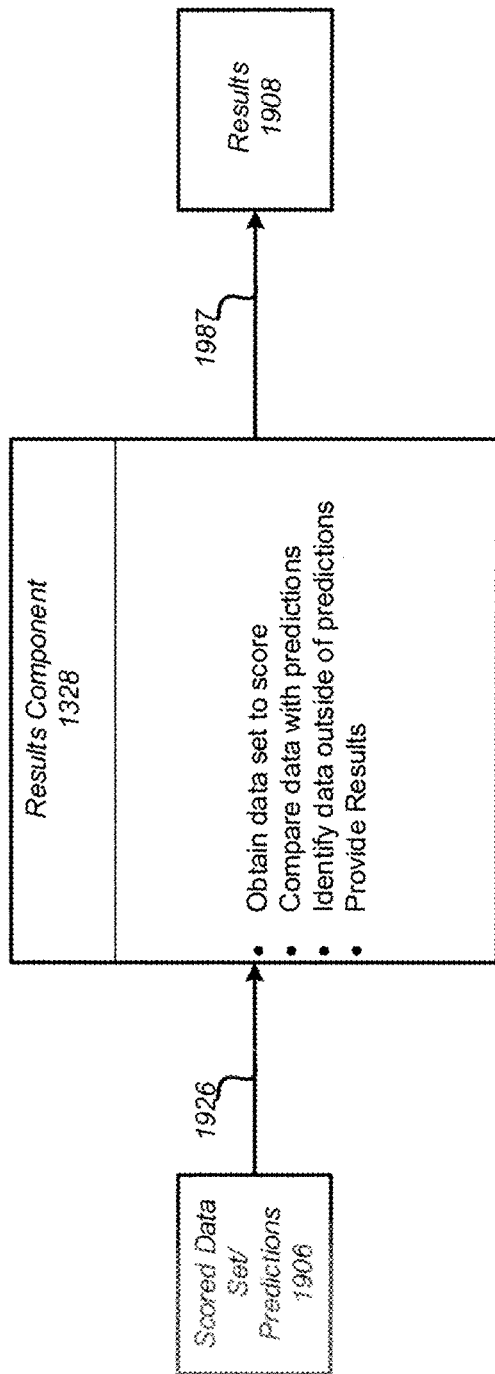 Scored Data
Set/
Predictions
1906
1926
Results Component
1328
• Obtain data set to score
• Compare data with predictions
• Identify data outside of predictions
• Provide Results
1987
Results
1908